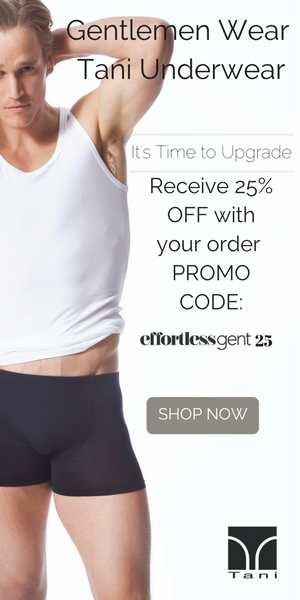 Gentlemen Wear
Tani Underwear
It's Time to Upgrade
Receive 25%
OFF with
your order
PROMO
CODE:
effortlessgent 25
SHOP NOW
Tani